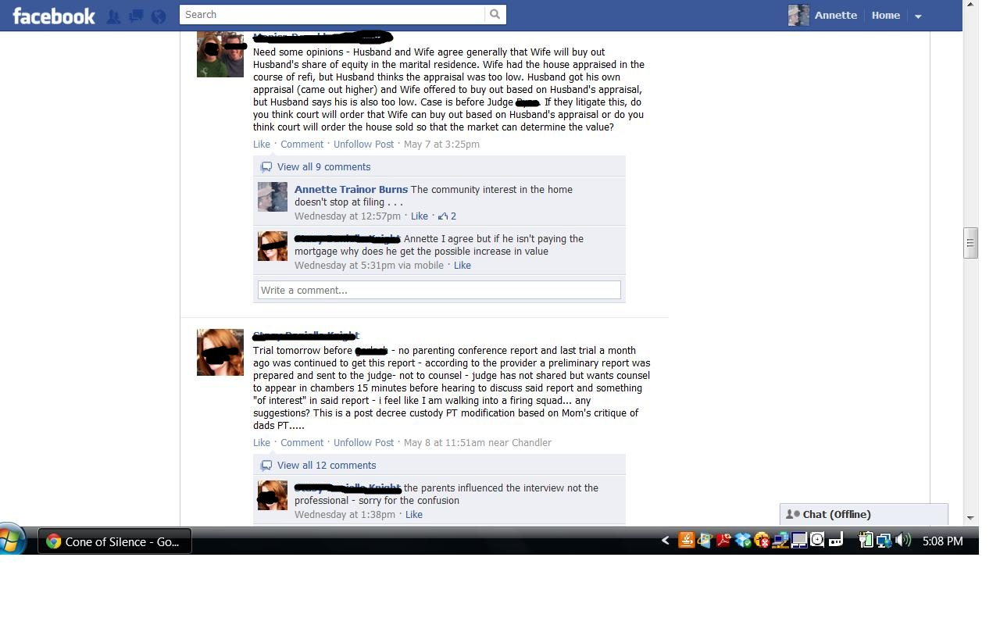 facebook
Search
Annette
Home
Need some opinions - Husband and Wife agree generally that Wife will buy out
Husband's share of equity in the marital residence. Wife had the house appraised in the
course of refi, but Husband thinks the appraisal was too low. Husband got his own
appraisal (came out higher) and Wife offered to buy out based on Husband's appraisal,
but Husband says his is also too low. Case is before Judge . If they litigate this, do
you think court will order that Wife can buy out based on Husband's appraisal or do you
think court will order the house sold so that the market can determine the value?
Like · Comment · Unfollow Post · May 7 at 3:25pm
View all 9 comments
Annette Trainor Burns The community interest in the home
doesn't stop at filing . . .
Wednesday at 12:57pm · Like · 2
Annette I agree but if he isn't paying the
mortgage why does he get the possible increase in value
Wednesday at 5:31pm via mobile · Like
Write a comment...
Trial tomorrow before - no parenting conference report and last trial a month
ago was continued to get this report - according to the provider a preliminary report was
prepared and sent to the judge- not to counsel - judge has not shared but wants counsel
to appear in chambers 15 minutes before hearing to discuss said report and something
"of interest" in said report - i feel like I am walking into a firing squad... any
suggestions? This is a post decree custody PT modification based on Mom's critique of
dads PT.....
Like · Comment · Unfollow Post · May 8 at 11:51am near Chandler
View all 12 comments
the parents influenced the interview not the
professional - sorry for the confusion
Wednesday at 1:38pm · Like
Chat (Offline)
Cone of Silence - Go...
5:08 PM